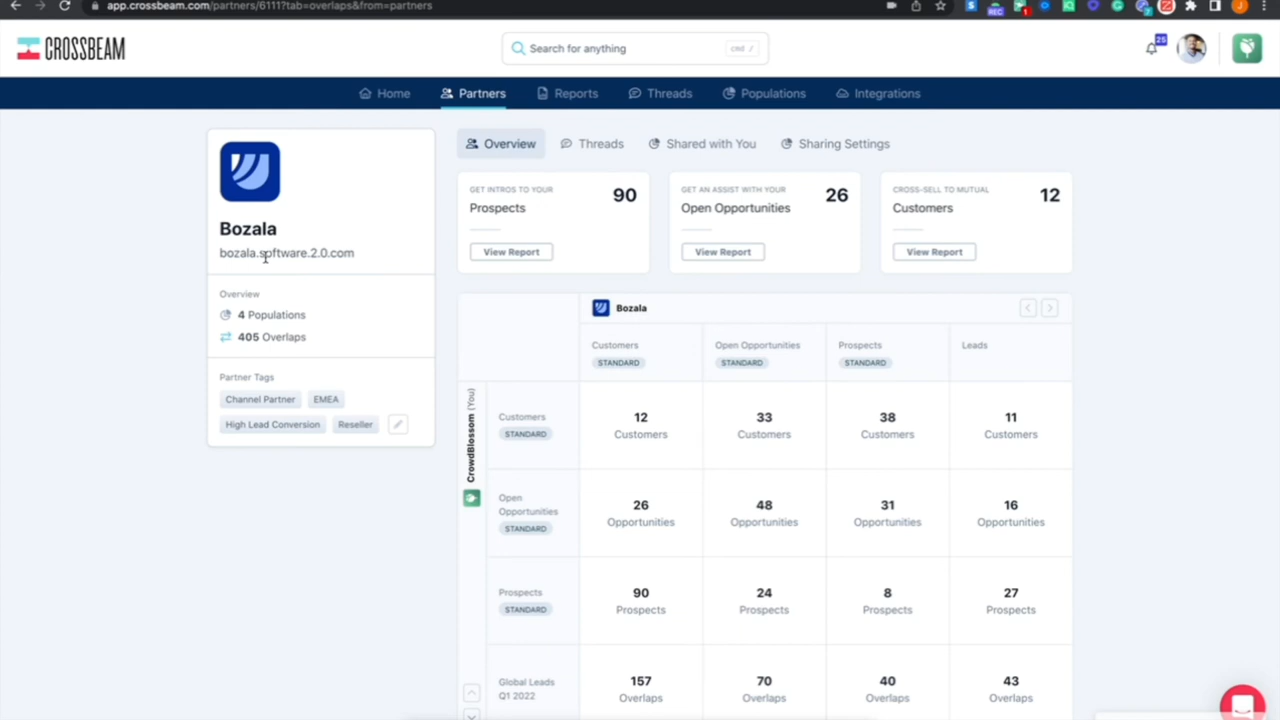 app.crossbeam.com/partners/6111?tab=overlaps&from=partners
REC
1
CROSSBEAM
Search for anything
cmd /
25
Home
Partners
Reports
Threads
Populations
Integrations
Bozala
bozala.software.2.0.com
Overview
4 Populations
405 Overlaps
Partner Tags
Channel Partner
EMEA
High Lead Conversion
Reseller
Overview
Threads
Shared with You
Sharing Settings
GET INTROS TO YOUR
Prospects
90
View Report
GET AN ASSIST WITH YOUR
Open Opportunities
26
View Report
CROSS-SELL TO MUTUAL
Customers
12
View Report
Bozala
Customers
STANDARD
Open Opportunities
STANDARD
Prospects
STANDARD
Leads
CrowdBlossom (You)
Customers
STANDARD
12
Customers
33
Customers
38
Customers
11
Customers
Open
Opportunities
STANDARD
26
Opportunities
48
Opportunities
31
Opportunities
16
Opportunities
Prospects
STANDARD
90
Prospects
24
Prospects
8
Prospects
27
Prospects
Global Leads
Q1 2022
157
Overlaps
70
Overlaps
40
Overlaps
43
Overlaps